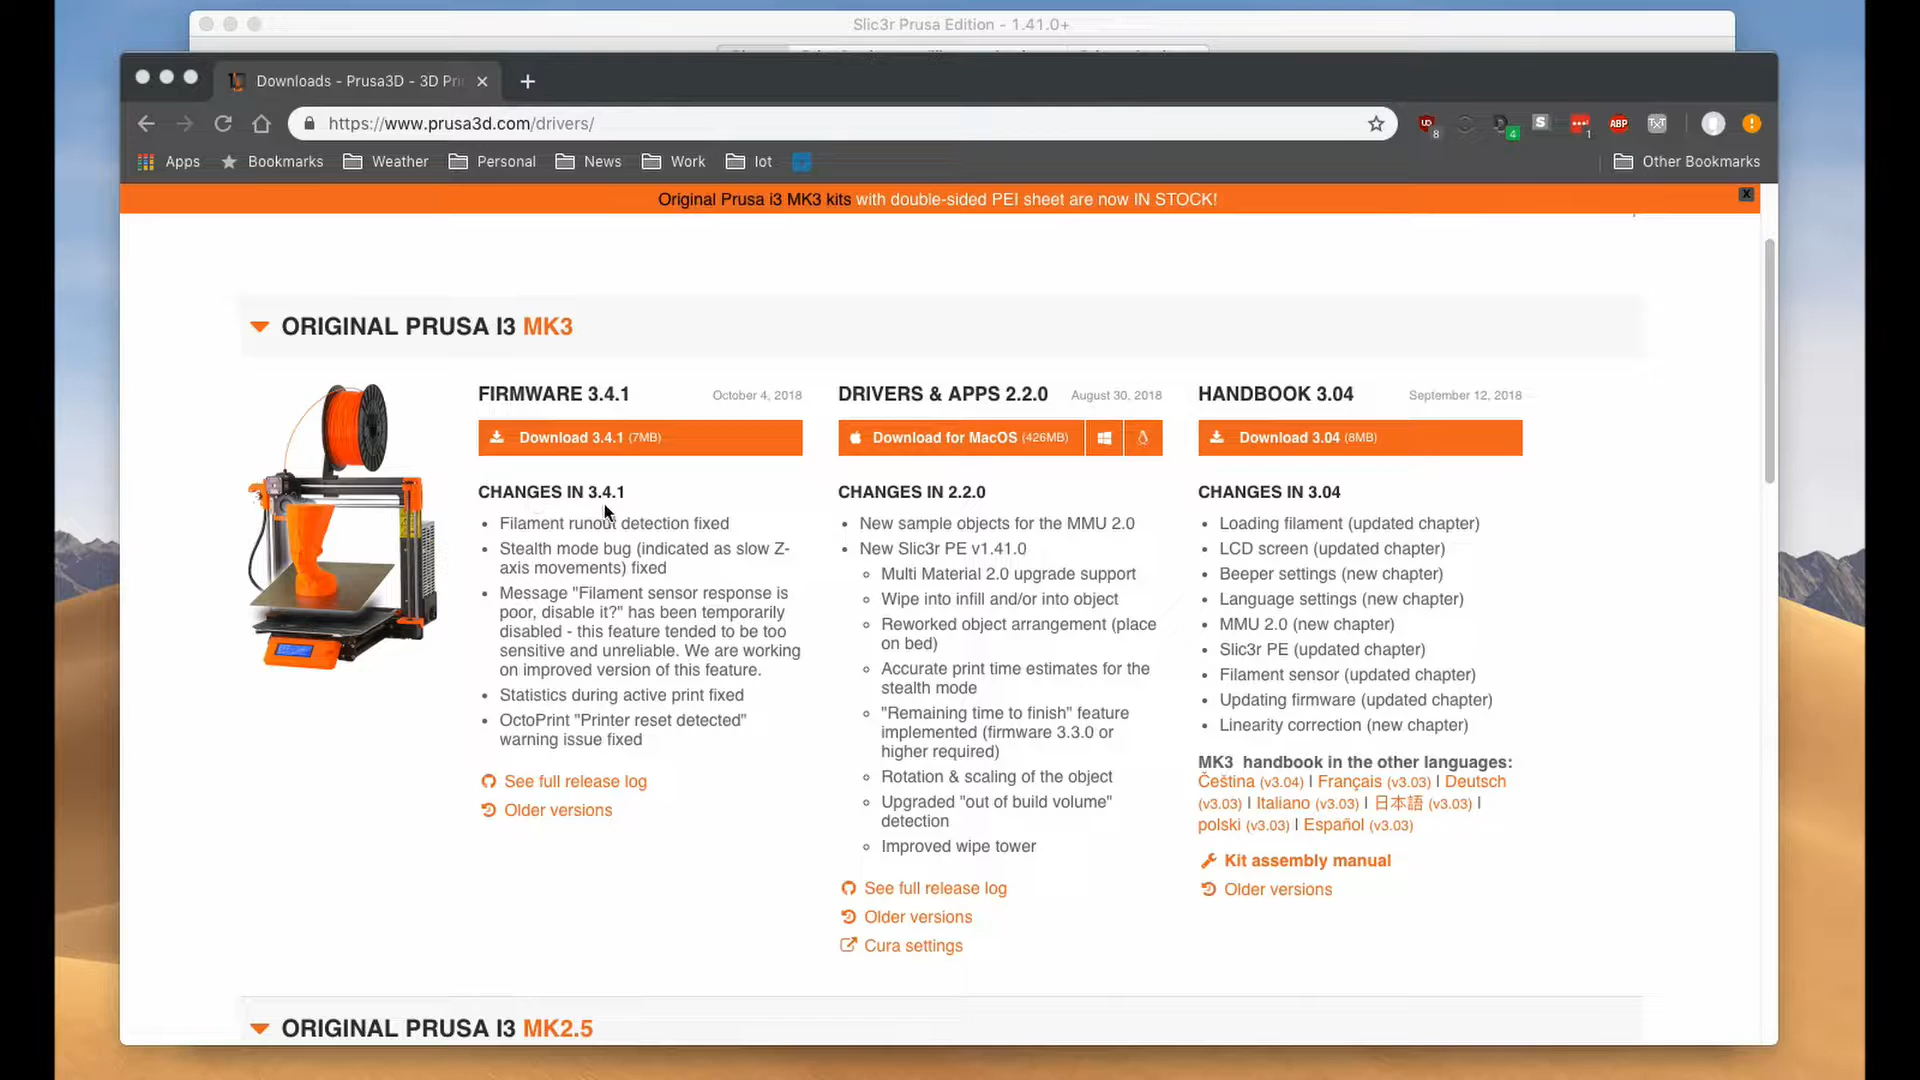 Slic3r Prusa Edition - 1.41.0+
Downloads - Prusa3D - 3D Pri
https://www.prusa3d.com/drivers/
8
4
S
1
ABP
TXT
Apps
Bookmarks
Weather
Personal
News
Work
Iot
Other Bookmarks
Original Prusa i3 MK3 kits with double-sided PEI sheet are now IN STOCK!
ORIGINAL PRUSA I3 MK3
FIRMWARE 3.4.1
October 4, 2018
Download 3.4.1 (7MB)
CHANGES IN 3.4.1
Filament runout detection fixed
Stealth mode bug (indicated as slow Z-
axis movements) fixed
Message "Filament sensor response is
poor, disable it?" has been temporarily
disabled - this feature tended to be too
sensitive and unreliable. We are working
on improved version of this feature.
Statistics during active print fixed
OctoPrint "Printer reset detected"
warning issue fixed
See full release log
Older versions
DRIVERS & APPS 2.2.0
August 30, 2018
Download for MacOS (426MB)
CHANGES IN 2.2.0
New sample objects for the MMU 2.0
New Slic3r PE v1.41.0
Multi Material 2.0 upgrade support
Wipe into infill and/or into object
Reworked object arrangement (place
on bed)
Accurate print time estimates for the
stealth mode
"Remaining time to finish" feature
implemented (firmware 3.3.0 or
higher required)
Rotation & scaling of the object
Upgraded "out of build volume"
detection
Improved wipe tower
See full release log
Older versions
Cura settings
HANDBOOK 3.04
September 12, 2018
Download 3.04 (8MB)
CHANGES IN 3.04
Loading filament (updated chapter)
LCD screen (updated chapter)
Beeper settings (new chapter)
Language settings (new chapter)
MMU 2.0 (new chapter)
Slic3r PE (updated chapter)
Filament sensor (updated chapter)
Updating firmware (updated chapter)
Linearity correction (new chapter)
MK3 handbook in the other languages:
Čeština (v3.04) I Français (v3.03) I Deutsch
(v3.03) I Italiano (v3.03) I 日本語 (v3.03) I
polski (v3.03) I Español (v3.03)
Kit assembly manual
Older versions
ORIGINAL PRUSA I3 MK2.5